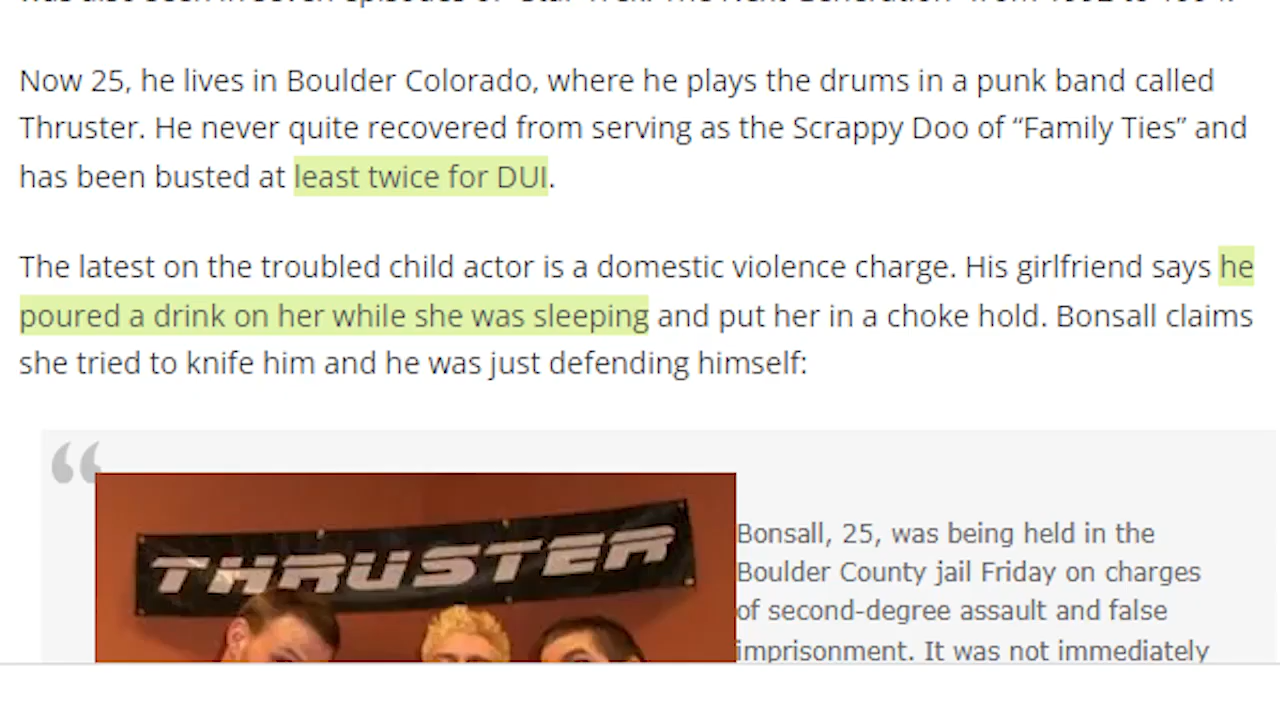 Now 25, he lives in Boulder Colorado, where he plays the drums in a punk band called
Thruster. He never quite recovered from serving as the Scrappy Doo of “Family Ties” and
has been busted at least twice for DUI.
The latest on the troubled child actor is a domestic violence charge. His girlfriend says he
poured a drink on her while she was sleeping and put her in a choke hold. Bonsall claims
she tried to knife him and he was just defending himself:
THRUSTER
Bonsall, 25, was being held in the
Boulder County jail Friday on charges
of second-degree assault and false
imprisonment. It was not immediately